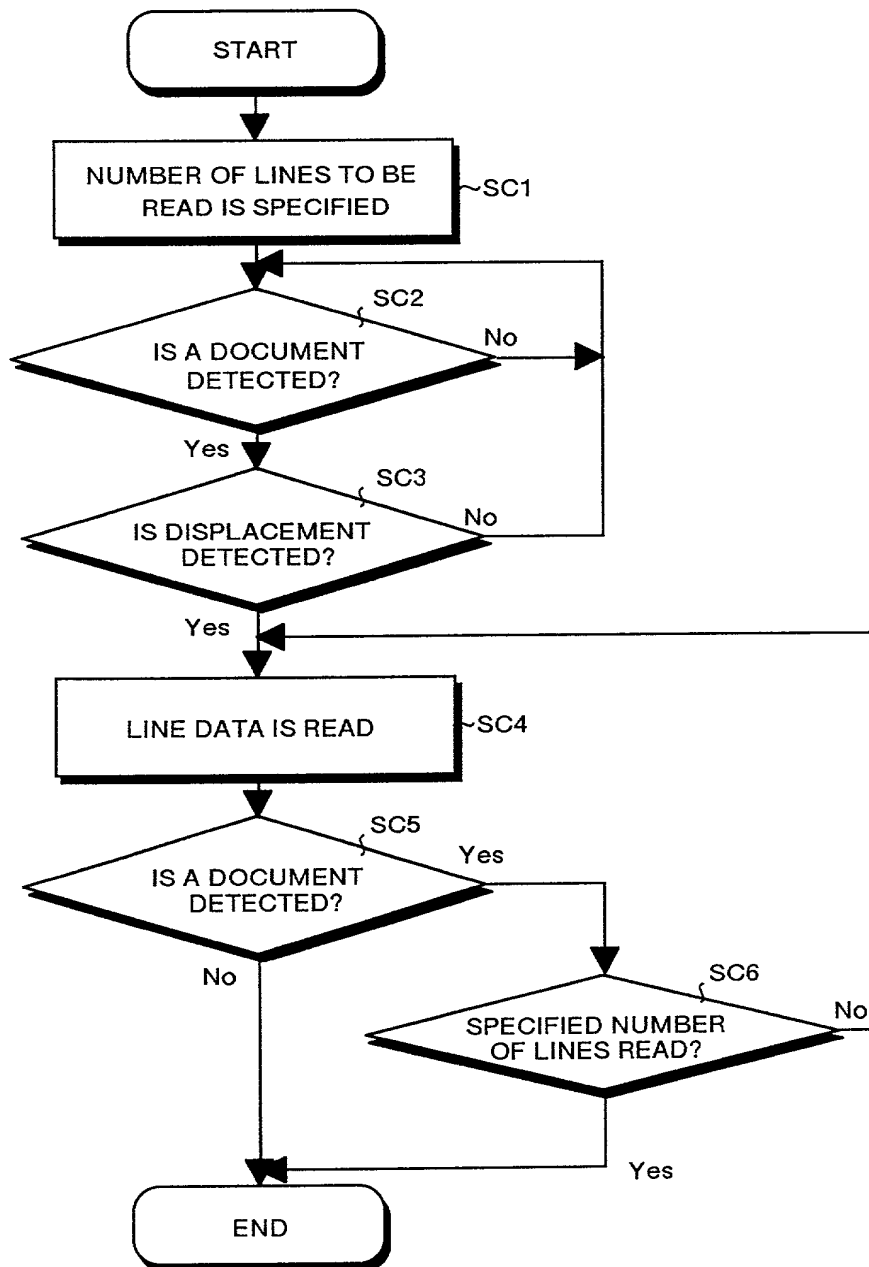 START
NUMBER OF LINES TO BE
READ IS SPECIFIED
SC1
SC2
IS A DOCUMENT
DETECTED?
No
Yes
SC3
IS DISPLACEMENT
DETECTED?
No
Yes
LINE DATA IS READ
SC4
SC5
IS A DOCUMENT
DETECTED?
Yes
No
SC6
SPECIFIED NUMBER
OF LINES READ?
No
Yes
END